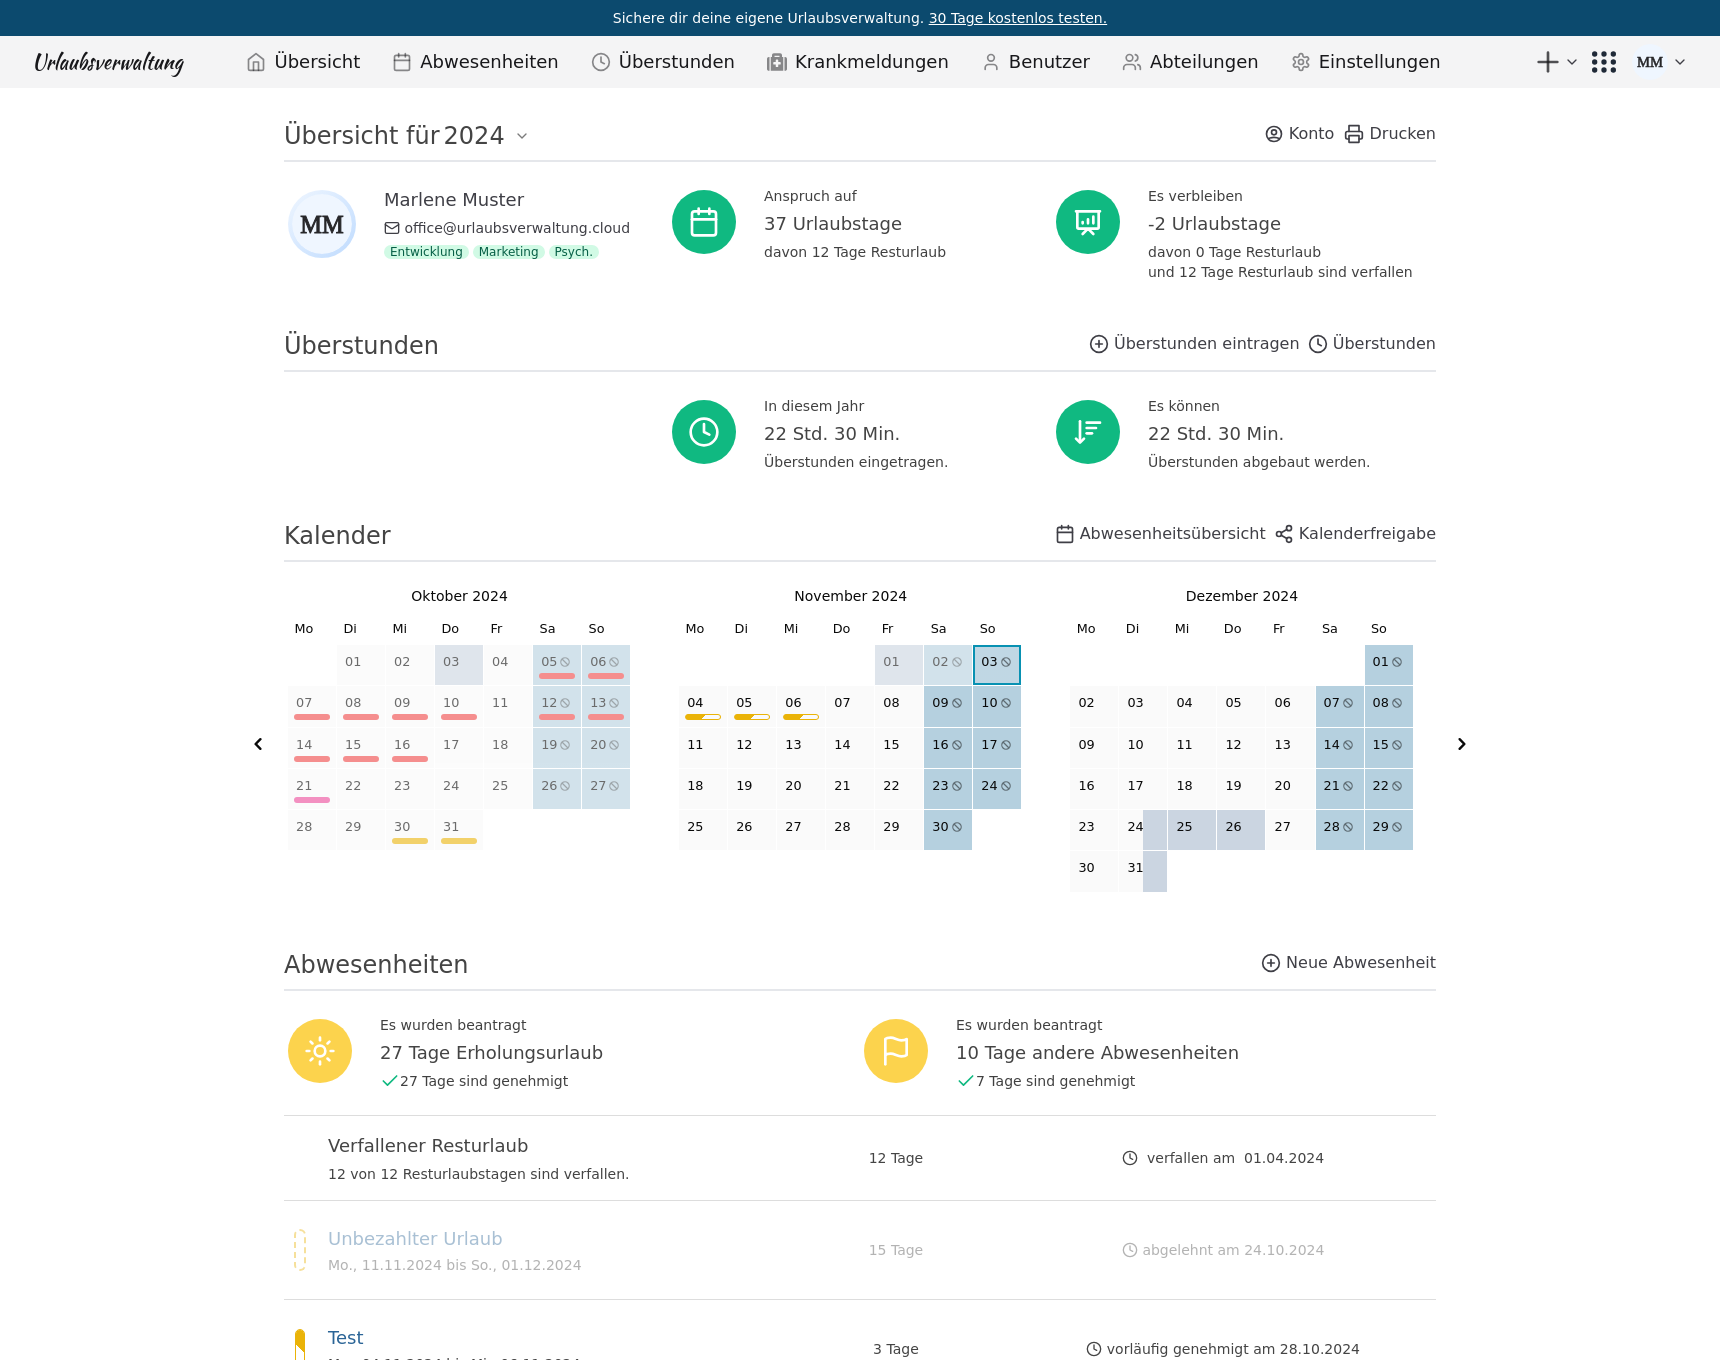 Sichere dir deine eigene Urlaubsverwaltung. 30 Tage kostenlos testen.
Urlaubsverwaltung Übersicht Abwesenheiten Überstunden Krankmeldungen Benutzer Abteilungen Einstellungen MM
Übersicht für 2024 Konto Drucken
MM
Marlene Muster
office@urlaubsverwaltung.cloud
Entwicklung Marketing Psych.
Anspruch auf
37 Urlaubstage
davon 12 Tage Resturlaub
Es verbleiben
-2 Urlaubstage
davon 0 Tage Resturlaub
und 12 Tage Resturlaub sind verfallen
Überstunden Überstunden eintragen Überstunden
In diesem Jahr
22 Std. 30 Min.
Überstunden eingetragen.
Es können
22 Std. 30 Min.
Überstunden abgebaut werden.
Kalender Abwesenheitsübersicht Kalenderfreigabe
Oktober 2024
Mo Di Mi Do Fr Sa So
01 02 03 04 05 06
07 08 09 10 11 12 13
14 15 16 17 18 19 20
21 22 23 24 25 26 27
28 29 30 31
November 2024
Mo Di Mi Do Fr Sa So
01 02 03
04 05 06 07 08 09 10
11 12 13 14 15 16 17
18 19 20 21 22 23 24
25 26 27 28 29 30
Dezember 2024
Mo Di Mi Do Fr Sa So
01
02 03 04 05 06 07 08
09 10 11 12 13 14 15
16 17 18 19 20 21 22
23 24 25 26 27 28 29
30 31
Abwesenheiten Neue Abwesenheit
Es wurden beantragt
27 Tage Erholungsurlaub
27 Tage sind genehmigt
Es wurden beantragt
10 Tage andere Abwesenheiten
7 Tage sind genehmigt
Verfallener Resturlaub
12 von 12 Resturlaubstagen sind verfallen.
12 Tage
verfallen am 01.04.2024
Unbezahlter Urlaub
Mo., 11.11.2024 bis So., 01.12.2024
15 Tage
abgelehnt am 24.10.2024
Test
3 Tage
vorläufig genehmigt am 28.10.2024